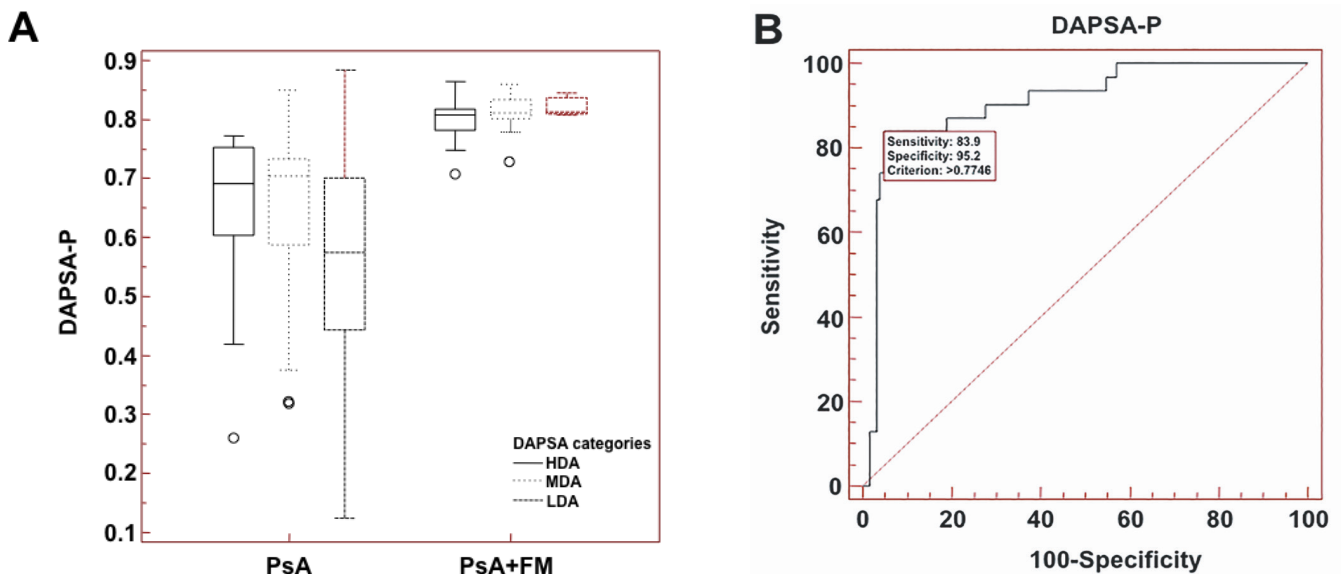 A
DAPSA-P
0.9
0.8
0.7
0.6
0.5
0.4
0.3
0.2
0.1
DAPSA categories
HDA
MDA
LDA
PsA
PsA+FM
B
DAPSA-P
Sensitivity
100
80
60
40
20
0
Sensitivity: 83.9
Specificity: 95.2
Criterion: >0.7746
0
20
40
60
80
100
100-Specificity